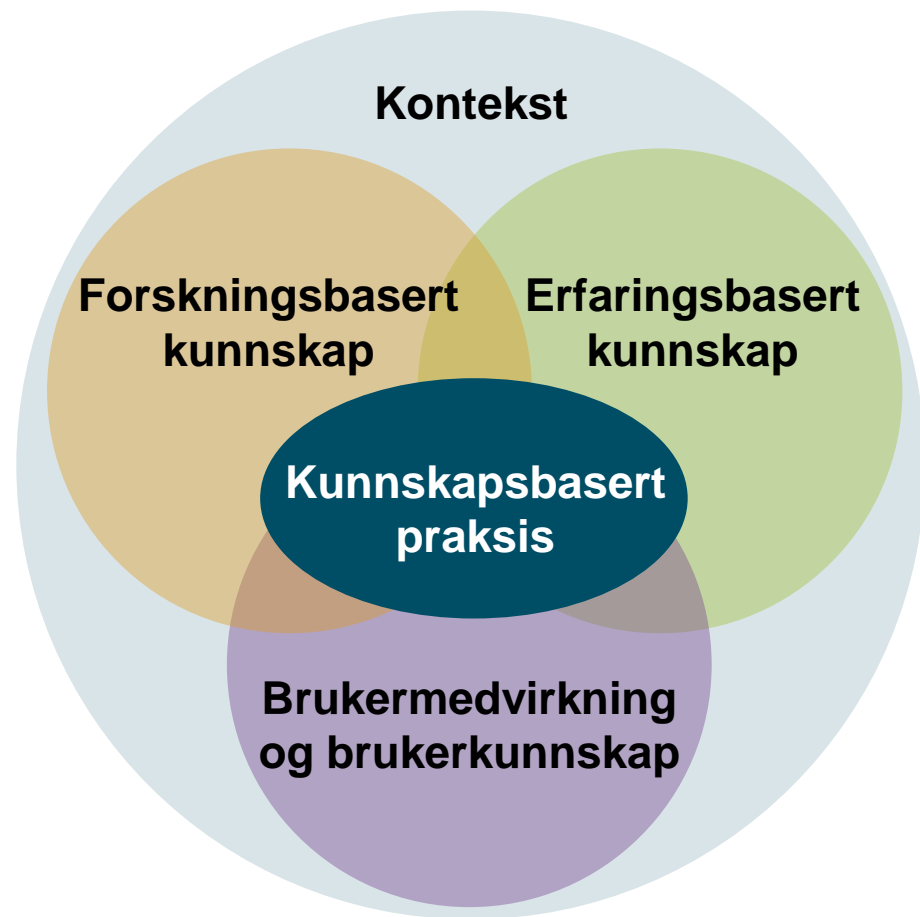 Kontekst
Forskningsbasert
kunnskap
Erfaringsbasert
kunnskap
Kunnskapsbasert
praksis
Brukermedvirkning
og brukerkunnskap